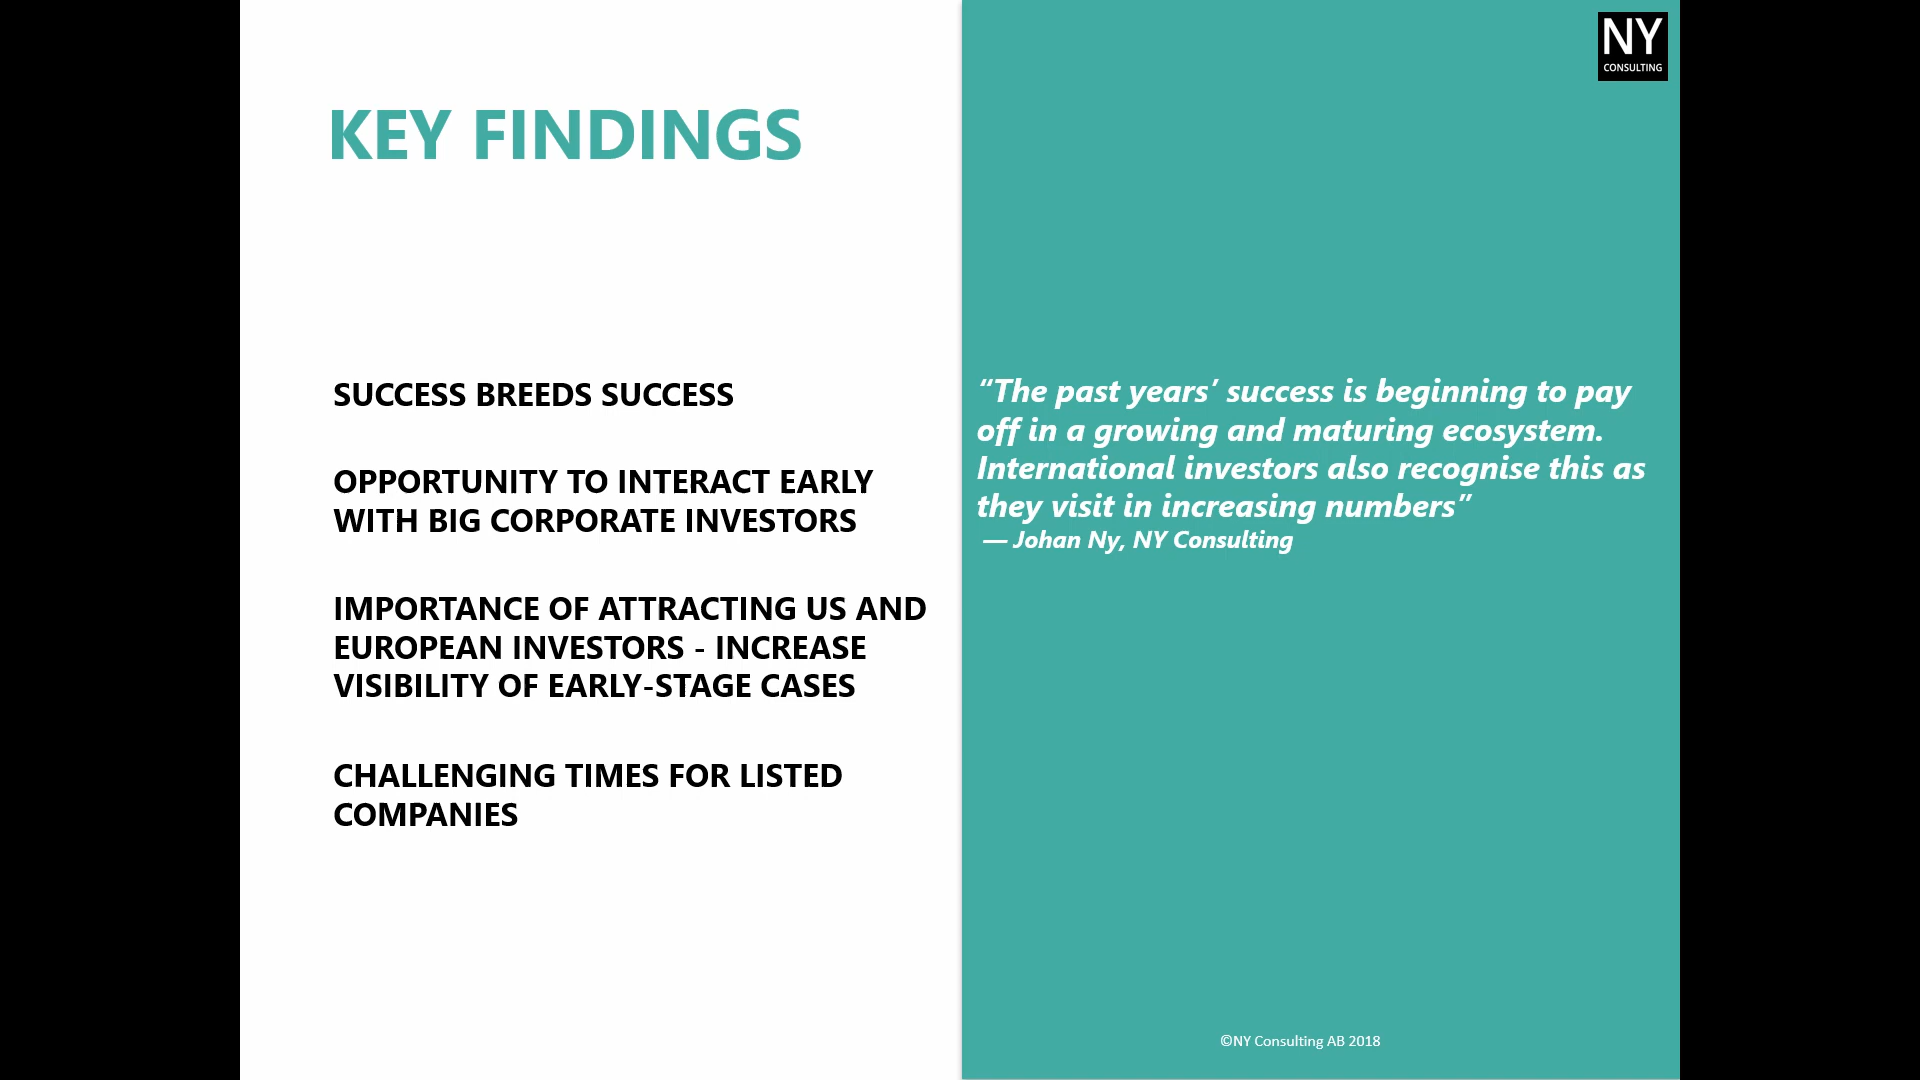 KEY FINDINGS
SUCCESS BREEDS SUCCESS
OPPORTUNITY TO INTERACT EARLY
WITH BIG CORPORATE INVESTORS
IMPORTANCE OF ATTRACTING US AND
EUROPEAN INVESTORS - INCREASE
VISIBILITY OF EARLY-STAGE CASES
CHALLENGING TIMES FOR LISTED
COMPANIES
NY
CONSULTING
“The past years’ success is beginning to pay
off in a growing and maturing ecosystem.
International investors also recognise this as
they visit in increasing numbers”
— Johan Ny, NY Consulting
©NY Consulting AB 2018